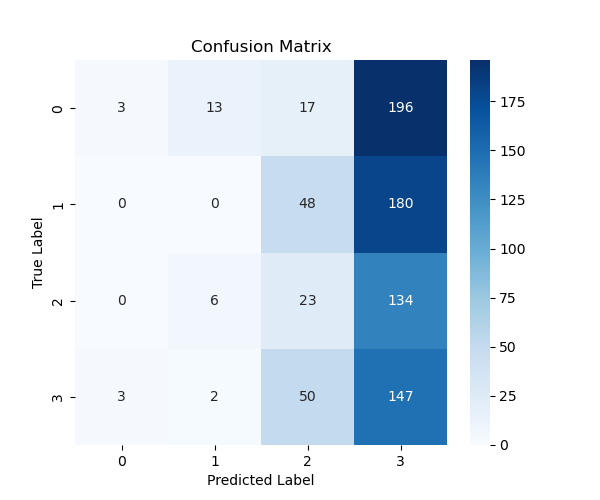 Confusion Matrix
True Label
0 3 13 17 196
1 0 0 48 180
2 0 6 23 134
3 3 2 50 147
0 1 2 3
Predicted Label
175
150
125
100
75
50
25
0